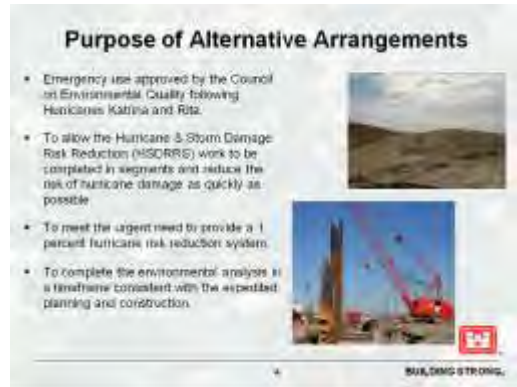 Purpose of Alternative Arrangements
• Emergency use approved by the Council
on Environmental Quality following
Hurricanes Katrina and Rita.
• To allow the Hurricane & Storm Damage
Risk Reduction (HSDRRS) work to be
completed in segments and reduce the
risk of hurricane damage as quickly as
possible
• To meet the urgent need to provide a 1
percent hurricane risk reduction system.
• To complete the environmental analysis in
a timeframe consistent with the expedited
planning and construction.
BUILDING STRONG